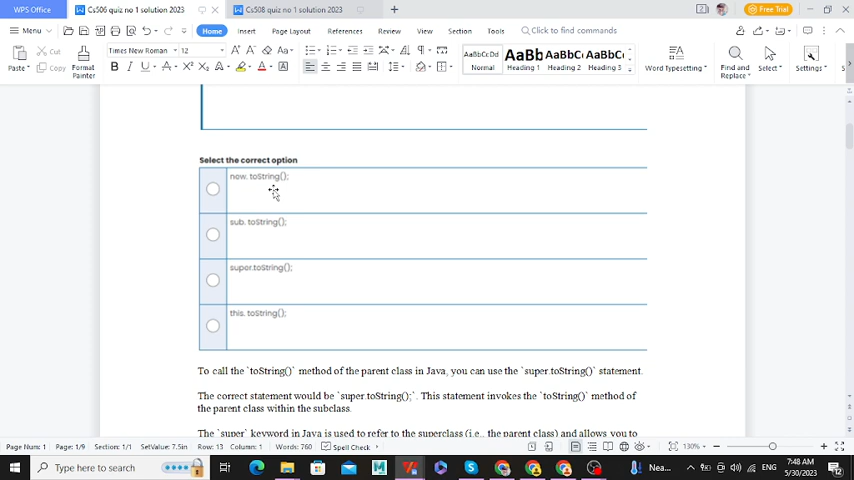 WPS Office
Cs506 quiz no 1 solution 2023
Cs508 quiz no 1 solution 2023
Free Trial
Menu
Home
Insert
Page Layout
References
Review
View
Section
Tools
Click to find commands
Paste
Cut
Copy
Format Painter
Times New Roman
12
AaBbCcDd
Normal
AaBb
Heading 1
AaBbC
Heading 2
AaBbC
Heading 3
Word Typesetting
Find and Replace
Select
Settings
Select the correct option
now. toString();
sub. toString();
super.toString();
this. toString();
To call the `toString()` method of the parent class in Java, you can use the `super.toString()` statement.
The correct statement would be `super.toString();`. This statement invokes the `toString()` method of
the parent class within the subclass.
The `super` keyword in Java is used to refer to the superclass (i.e., the parent class) and allows you to
Page Num: 1
Page: 1/9
Section: 1/1
SetValue: 7.5in
Row: 13
Column: 1
Words: 760
Spell Check
130%
Type here to search
Nea...
ENG
7:48 AM
5/30/2023